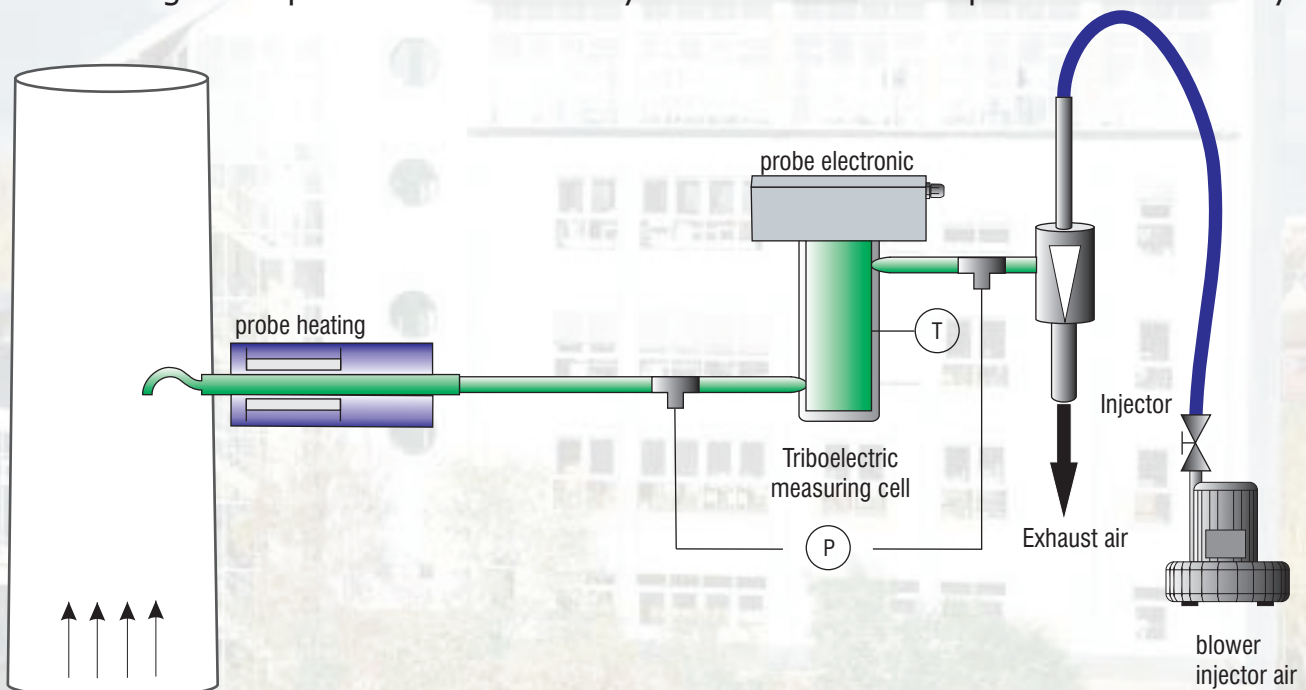 probe electronic
probe heating
T
Injector
Triboelectric
measuring cell
P
Exhaust air
blower
injector air